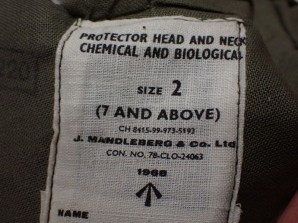 PROTECTOR HEAD AND NECK
CHEMICAL AND BIOLOGICAL
SIZE 2
(7 AND ABOVE)
CH 8415-99-973-5192
J. MANDLEBERG & Co. Ltd
CON. NO. 78-CLO-24063
1968
NAME